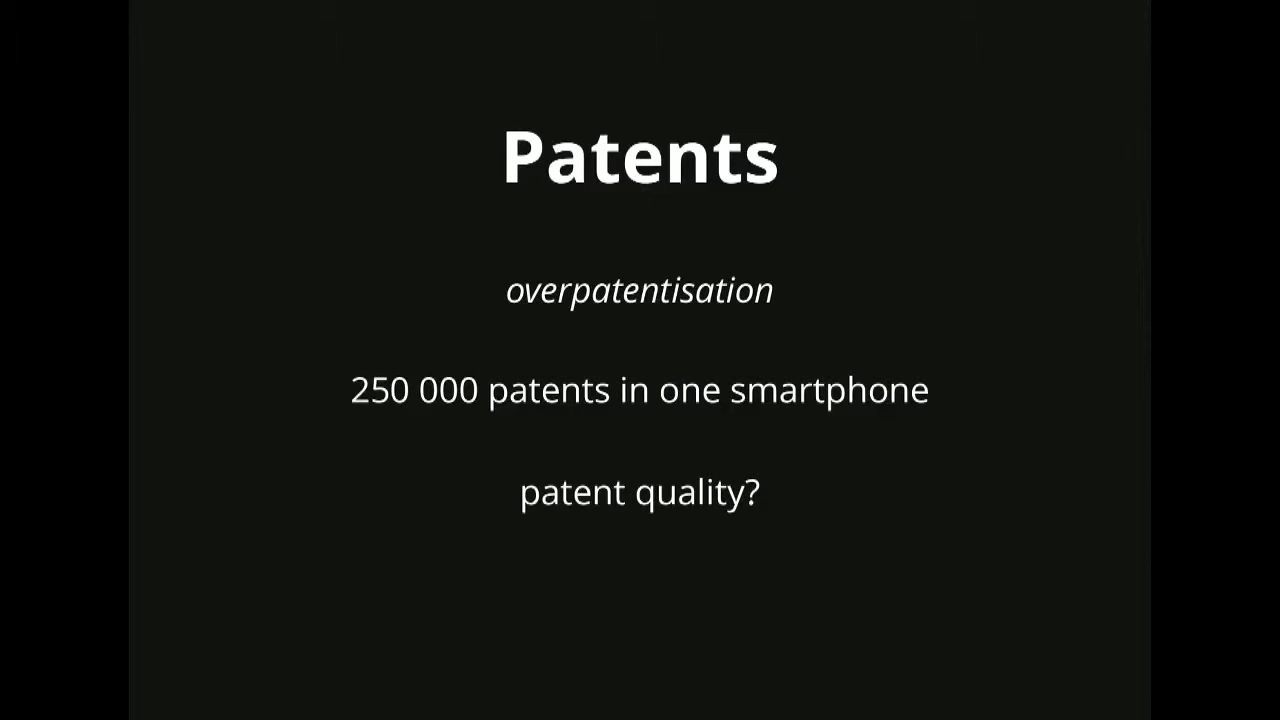 Patents
overpatentisation
250 000 patents in one smartphone
patent quality?